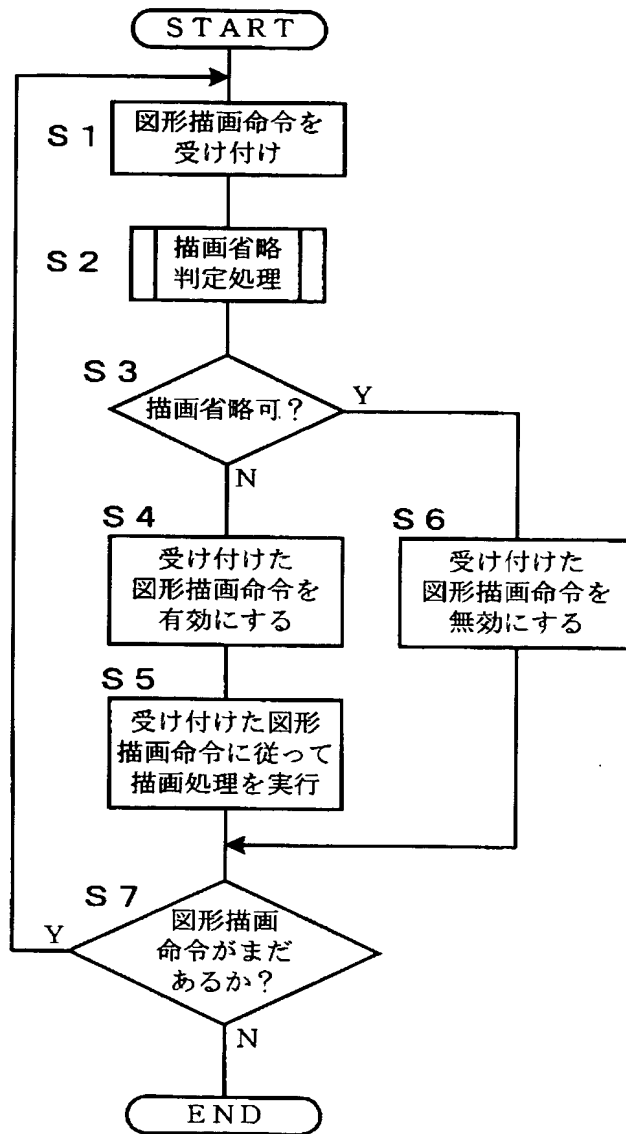 START
S1
図形描画命令を
受け付け
S2
描画省略
判定処理
S3
描画省略可?
Y
N
S4
受け付けた
図形描画命令を
有効にする
S6
受け付けた
図形描画命令を
無効にする
S5
受け付けた図形
描画命令に従って
描画処理を実行
S7
図形描画
命令がまだ
あるか?
Y
N
END